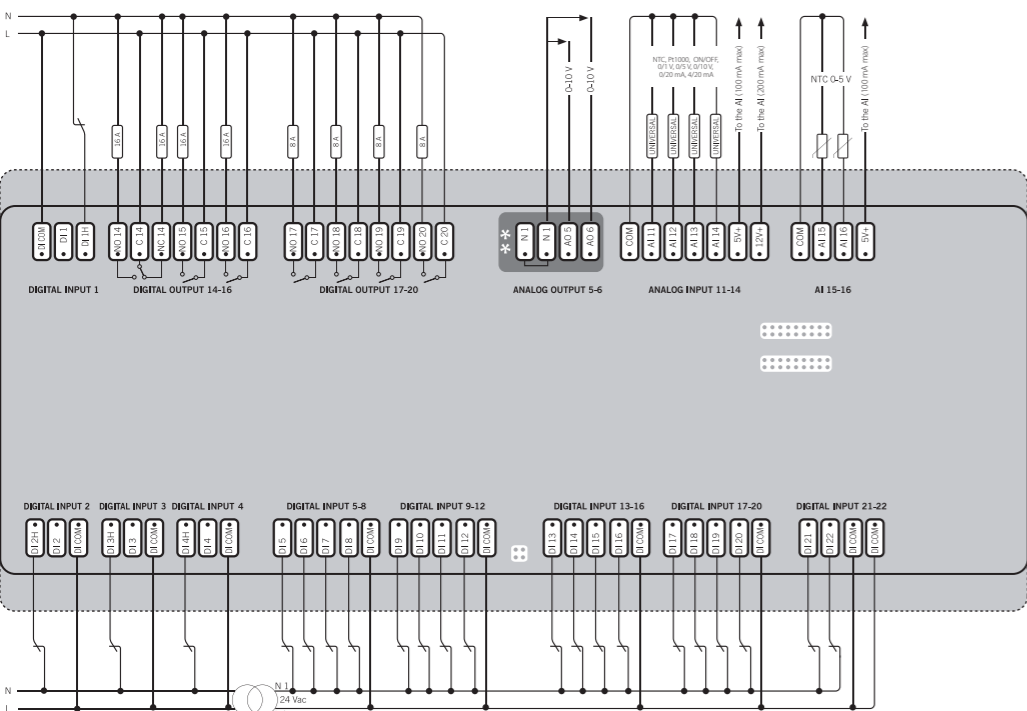 N
L
16 A
16 A
16 A
16 A
8 A
8 A
8 A
8 A
0-10 V
0-10 V
NTC, Pt1000, ON/OFF,
0/1 V, 0/5 V, 0/10 V,
0/20 mA, 4/20 mA
UNIVERSAL
UNIVERSAL
UNIVERSAL
UNIVERSAL
To the AI (100 mA max)
To the AI (200 mA max)
NTC 0-5 V
To the AI (100 mA max)
DI COM
DI 1
DI 1H
NO 14
C 14
NC 14
NO 15
C 15
NO 16
C 16
NO 17
C 17
NO 18
C 18
NO 19
C 19
NO 20
C 20
* *
N 1
N 1
AO 5
AO 6
COM
AI 11
AI 12
AI 13
AI 14
5V+
12V+
COM
AI 15
AI 16
5V+
DIGITAL INPUT 1
DIGITAL OUTPUT 14-16
DIGITAL OUTPUT 17-20
ANALOG OUTPUT 5-6
ANALOG INPUT 11-14
AI 15-16
DIGITAL INPUT 2
DIGITAL INPUT 3
DIGITAL INPUT 4
DIGITAL INPUT 5-8
DIGITAL INPUT 9-12
DIGITAL INPUT 13-16
DIGITAL INPUT 17-20
DIGITAL INPUT 21-22
DI 2H
DI 2
DI COM
DI 3H
DI 3
DI COM
DI 4H
DI 4
DI COM
DI 5
DI 6
DI 7
DI 8
DI COM
DI 9
DI 10
DI 11
DI 12
DI COM
DI 13
DI 14
DI 15
DI 16
DI COM
DI 17
DI 18
DI 19
DI 20
DI COM
DI 21
DI 22
DI COM
DI COM
N
L
N 1
24 Vac